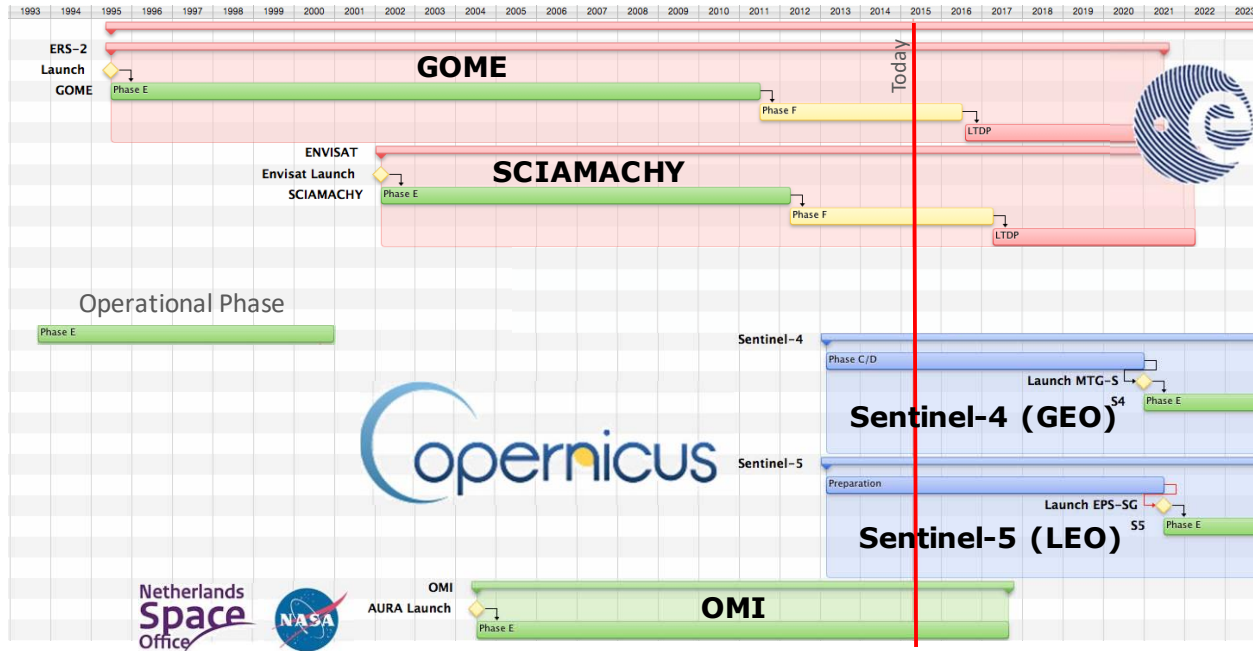 1993 1994 1995 1996 1997 1998 1999 2000 2001 2002 2003 2004 2005 2006 2007 2008 2009 2010 2011 2012 2013 2014 2015 2016 2017 2018 2019 2020 2021 2022 2023
Today
ERS-2
GOME
Launch
GOME Phase E
Phase F
LTDP
ENVISAT
Envisat Launch
SCIAMACHY
SCIAMACHY Phase E
Phase F
LTDP
esa
Operational Phase
Phase E
Sentinel-4
Phase C/D
Launch MTG-S
S4 Phase E
Sentinel-4 (GEO)
Copernicus
Sentinel-5
Preparation
Launch EPS-SG
S5 Phase E
Sentinel-5 (LEO)
Netherlands
Space
Office
NASA
OMI
AURA Launch
OMI
Phase E